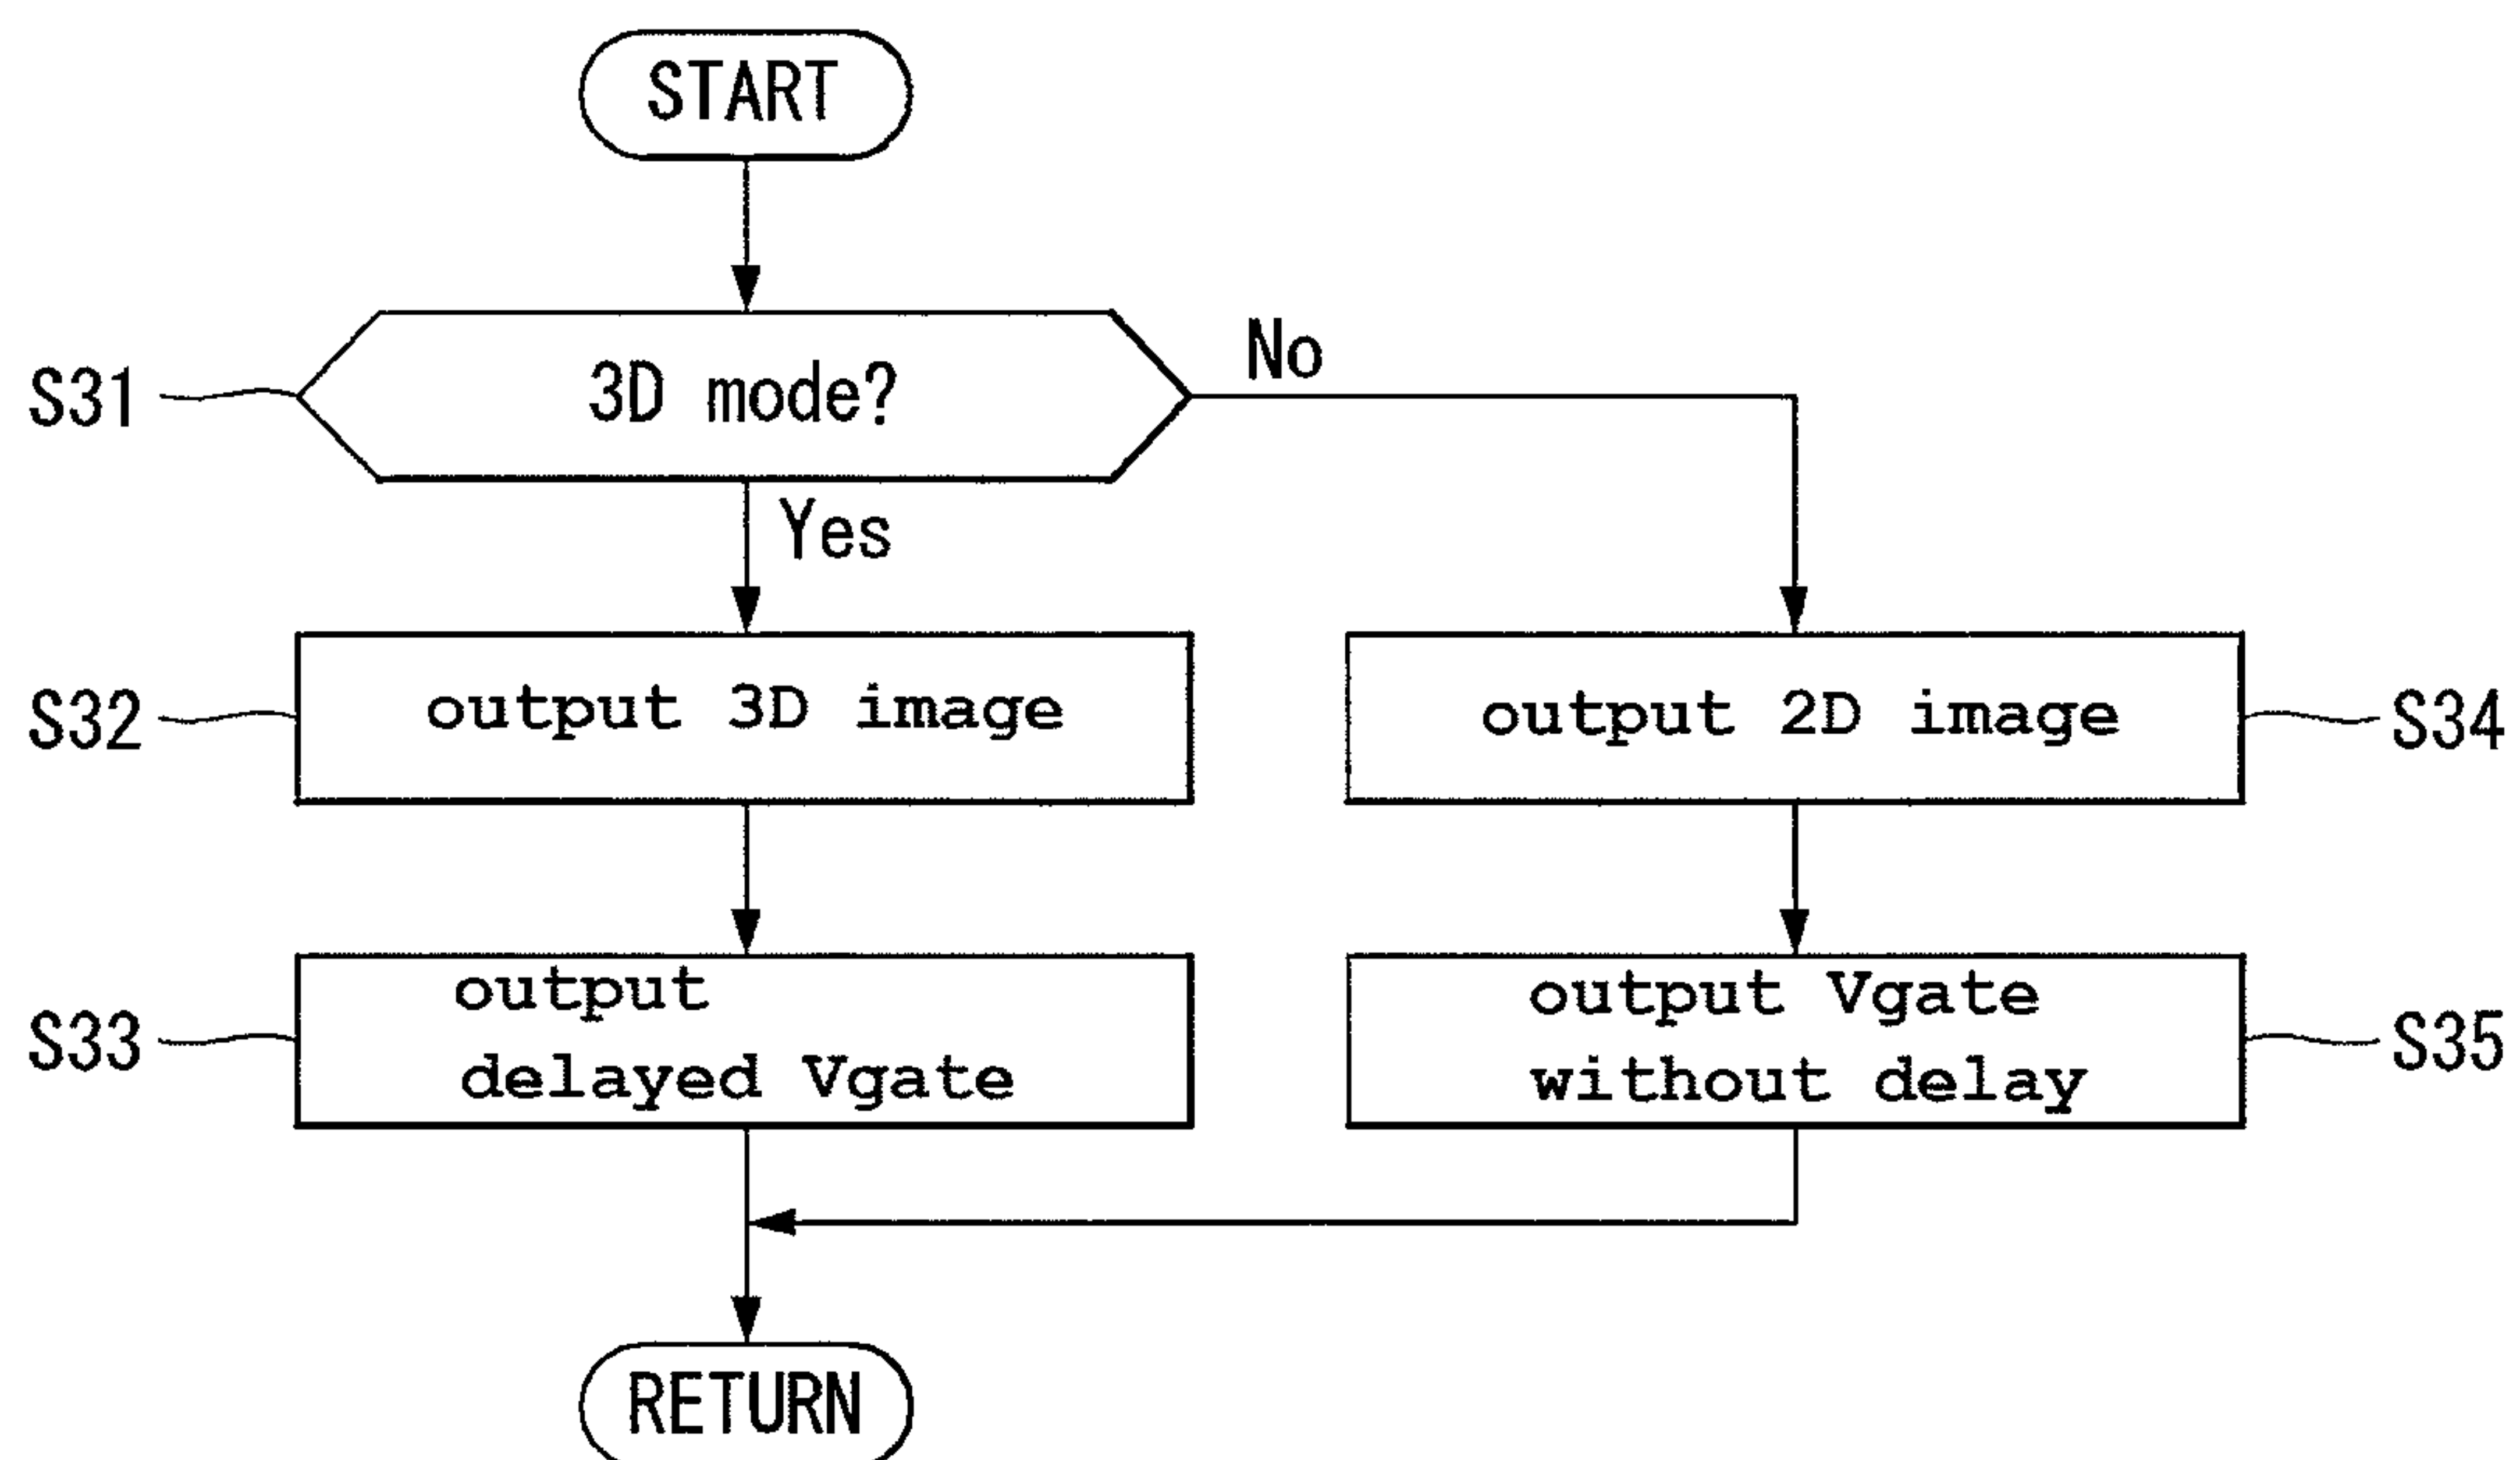 START
S31
3D mode?
No
Yes
S32
output 3D image
output 2D image
S34
S33
output
delayed Vgate
output Vgate
without delay
S35
RETURN